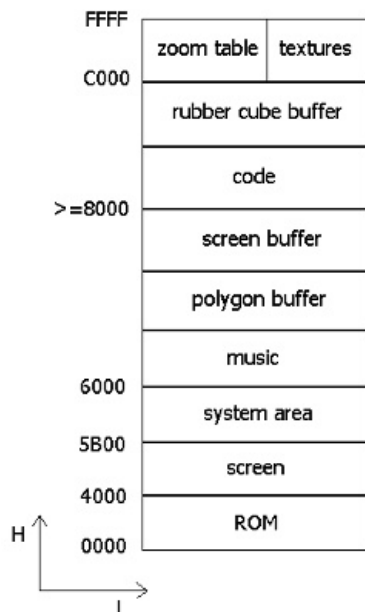 FFFF
zoom table textures
C000
rubber cube buffer
code
>=8000
screen buffer
polygon buffer
music
6000
system area
5B00
screen
4000
ROM
H
0000
L